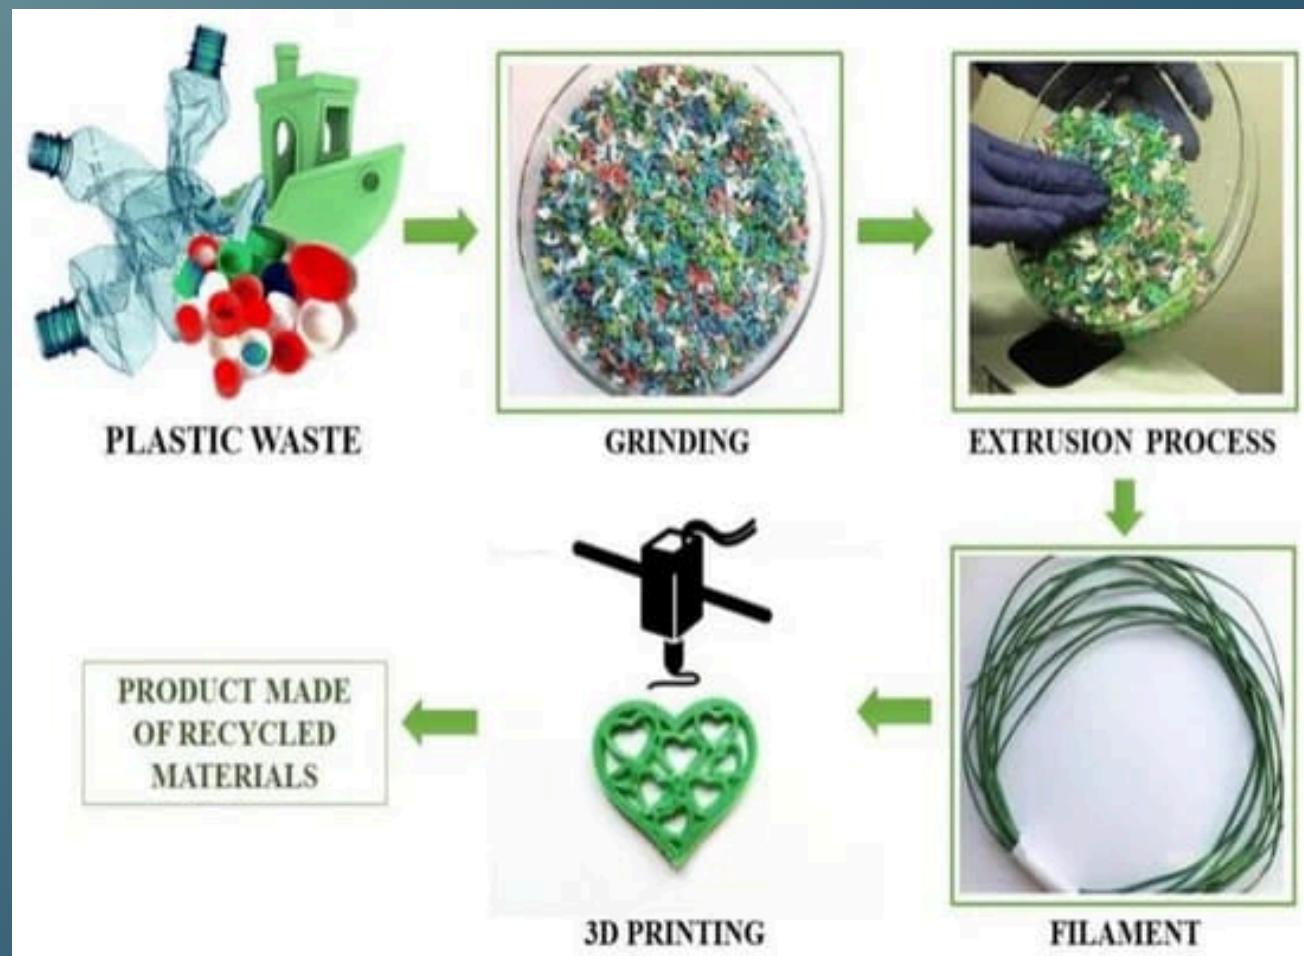 PLASTIC WASTE
GRINDING
EXTRUSION PROCESS
PRODUCT MADE
OF RECYCLED
MATERIALS
3D PRINTING
FILAMENT